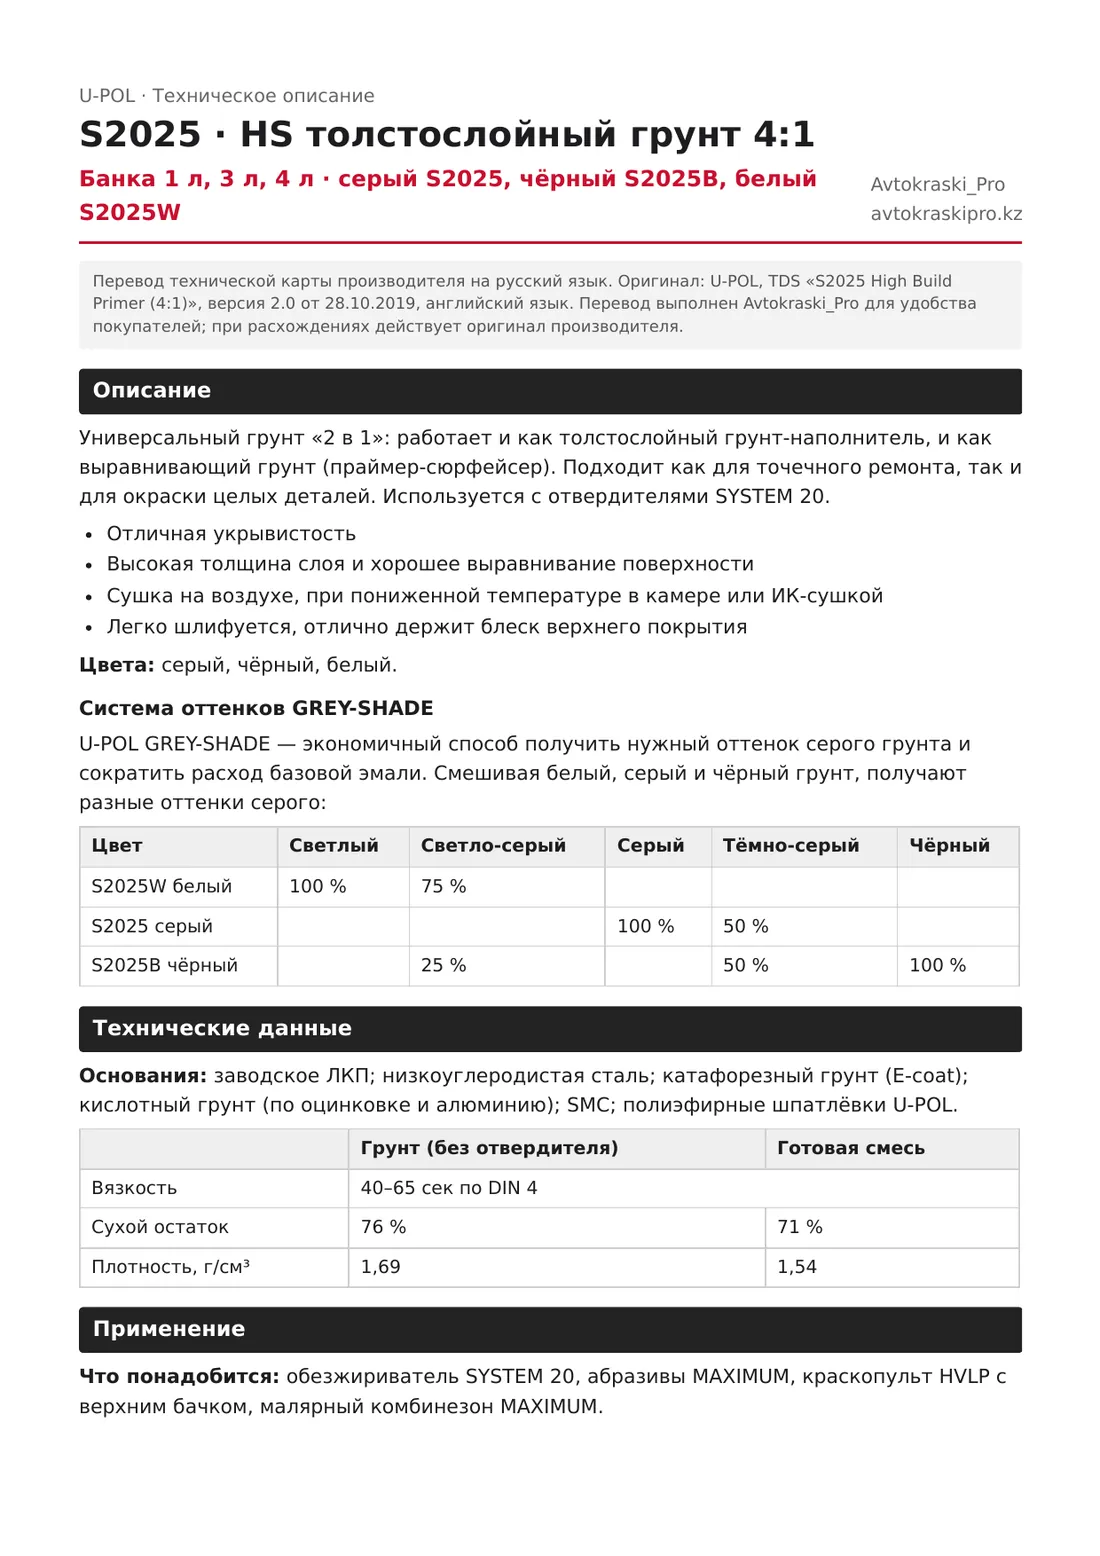 U-POL · Техническое описание
S2025 · HS толстослойный грунт 4:1
Банка 1 л, 3 л, 4 л · серый S2025, чёрный S2025B, белый
S2025W
Avtokraski_Pro
avtokraskipro.kz
Перевод технической карты производителя на русский язык. Оригинал: U-POL, TDS «S2025 High Build
Primer (4:1)», версия 2.0 от 28.10.2019, английский язык. Перевод выполнен Avtokraski_Pro для удобства
покупателей; при расхождениях действует оригинал производителя.
Описание
Универсальный грунт «2 в 1»: работает и как толстослойный грунт-наполнитель, и как
выравнивающий грунт (праймер-сюрфейсер). Подходит как для точечного ремонта, так и
для окраски целых деталей. Используется с отвердителями SYSTEM 20.
• Отличная укрывистость
• Высокая толщина слоя и хорошее выравнивание поверхности
• Сушка на воздухе, при пониженной температуре в камере или ИК-сушкой
• Легко шлифуется, отлично держит блеск верхнего покрытия
Цвета: серый, чёрный, белый.
Система оттенков GREY-SHADE
U-POL GREY-SHADE — экономичный способ получить нужный оттенок серого грунта и
сократить расход базовой эмали. Смешивая белый, серый и чёрный грунт, получают
разные оттенки серого:
Цвет Светлый Светло-серый Серый Тёмно-серый Чёрный
S2025W белый 100 % 75 %
S2025 серый 100 % 50 %
S2025B чёрный 25 % 50 % 100 %
Технические данные
Основания: заводское ЛКП; низкоуглеродистая сталь; катафорезный грунт (E-coat);
кислотный грунт (по оцинковке и алюминию); SMC; полиэфирные шпатлёвки U-POL.
Грунт (без отвердителя) Готовая смесь
Вязкость 40–65 сек по DIN 4
Сухой остаток 76 % 71 %
Плотность, г/см³ 1,69 1,54
Применение
Что понадобится: обезжириватель SYSTEM 20, абразивы MAXIMUM, краскопульт HVLP с
верхним бачком, малярный комбинезон MAXIMUM.